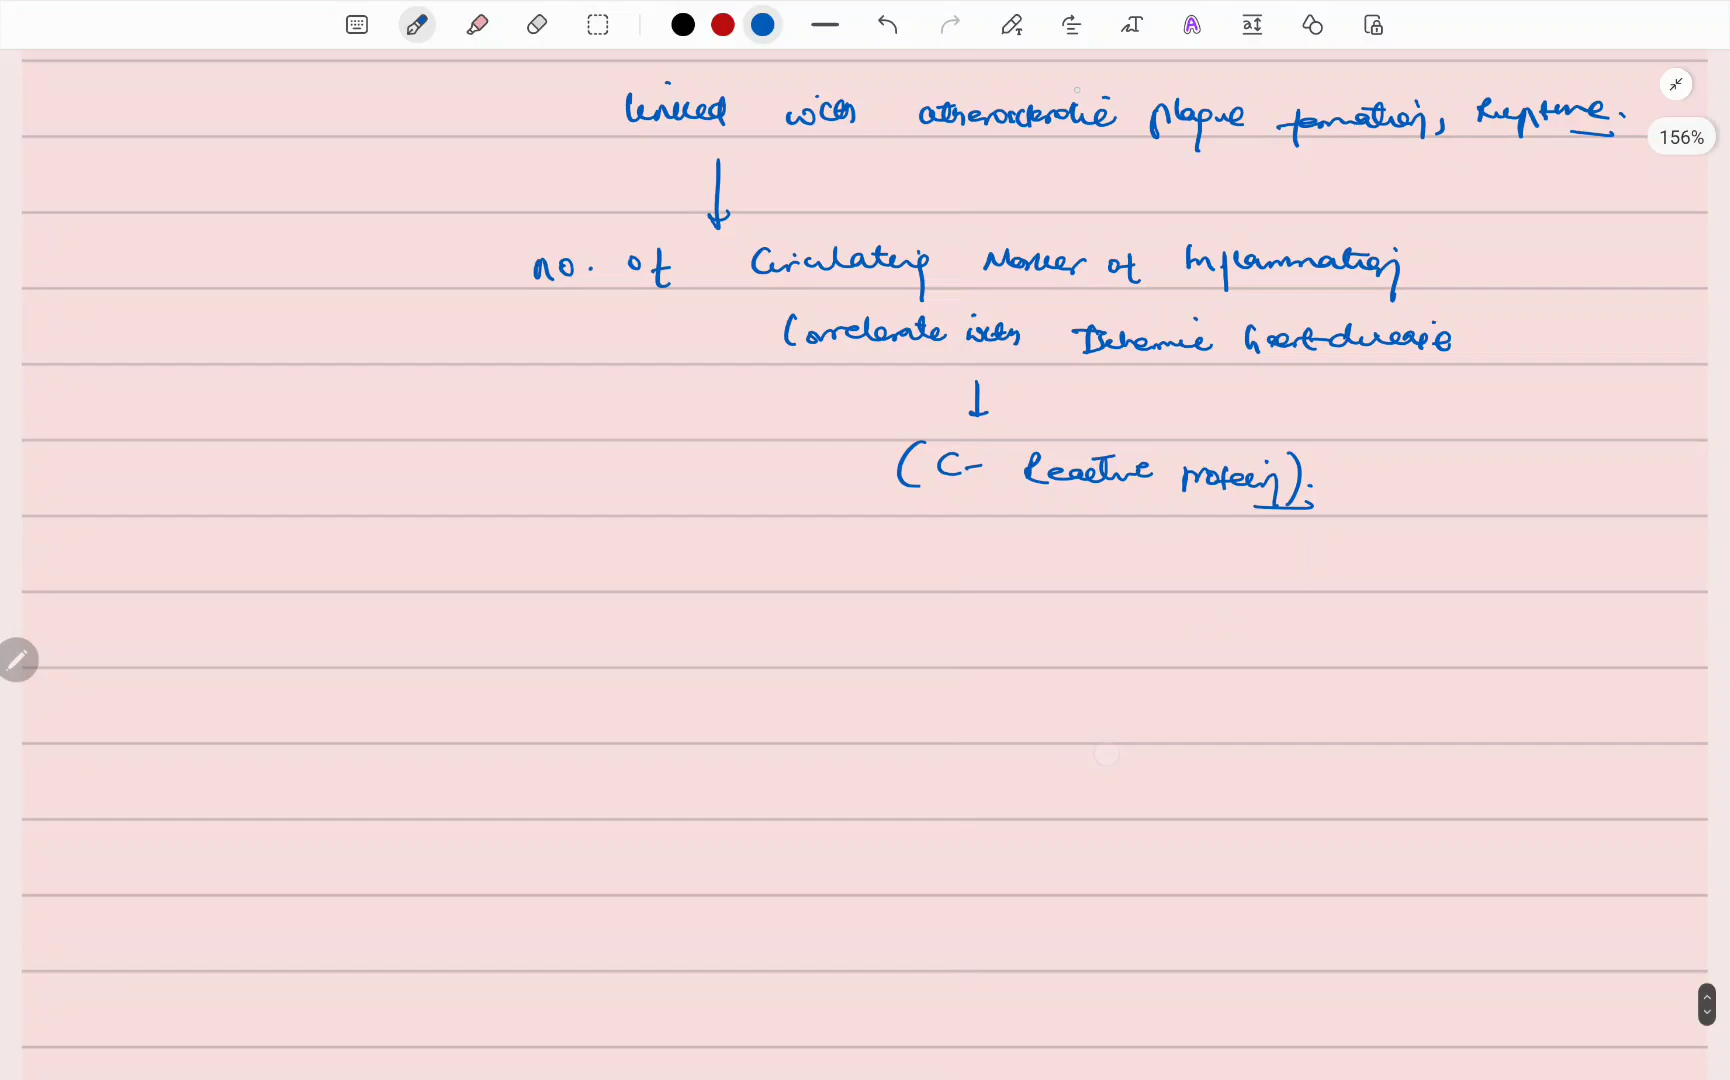 linked with atherosclerotic plaque formation, Rupture.
156%
no. of Circulating Marker of Inflammation
Correlate with Ischemic heart disease
(C- Reactive protein).